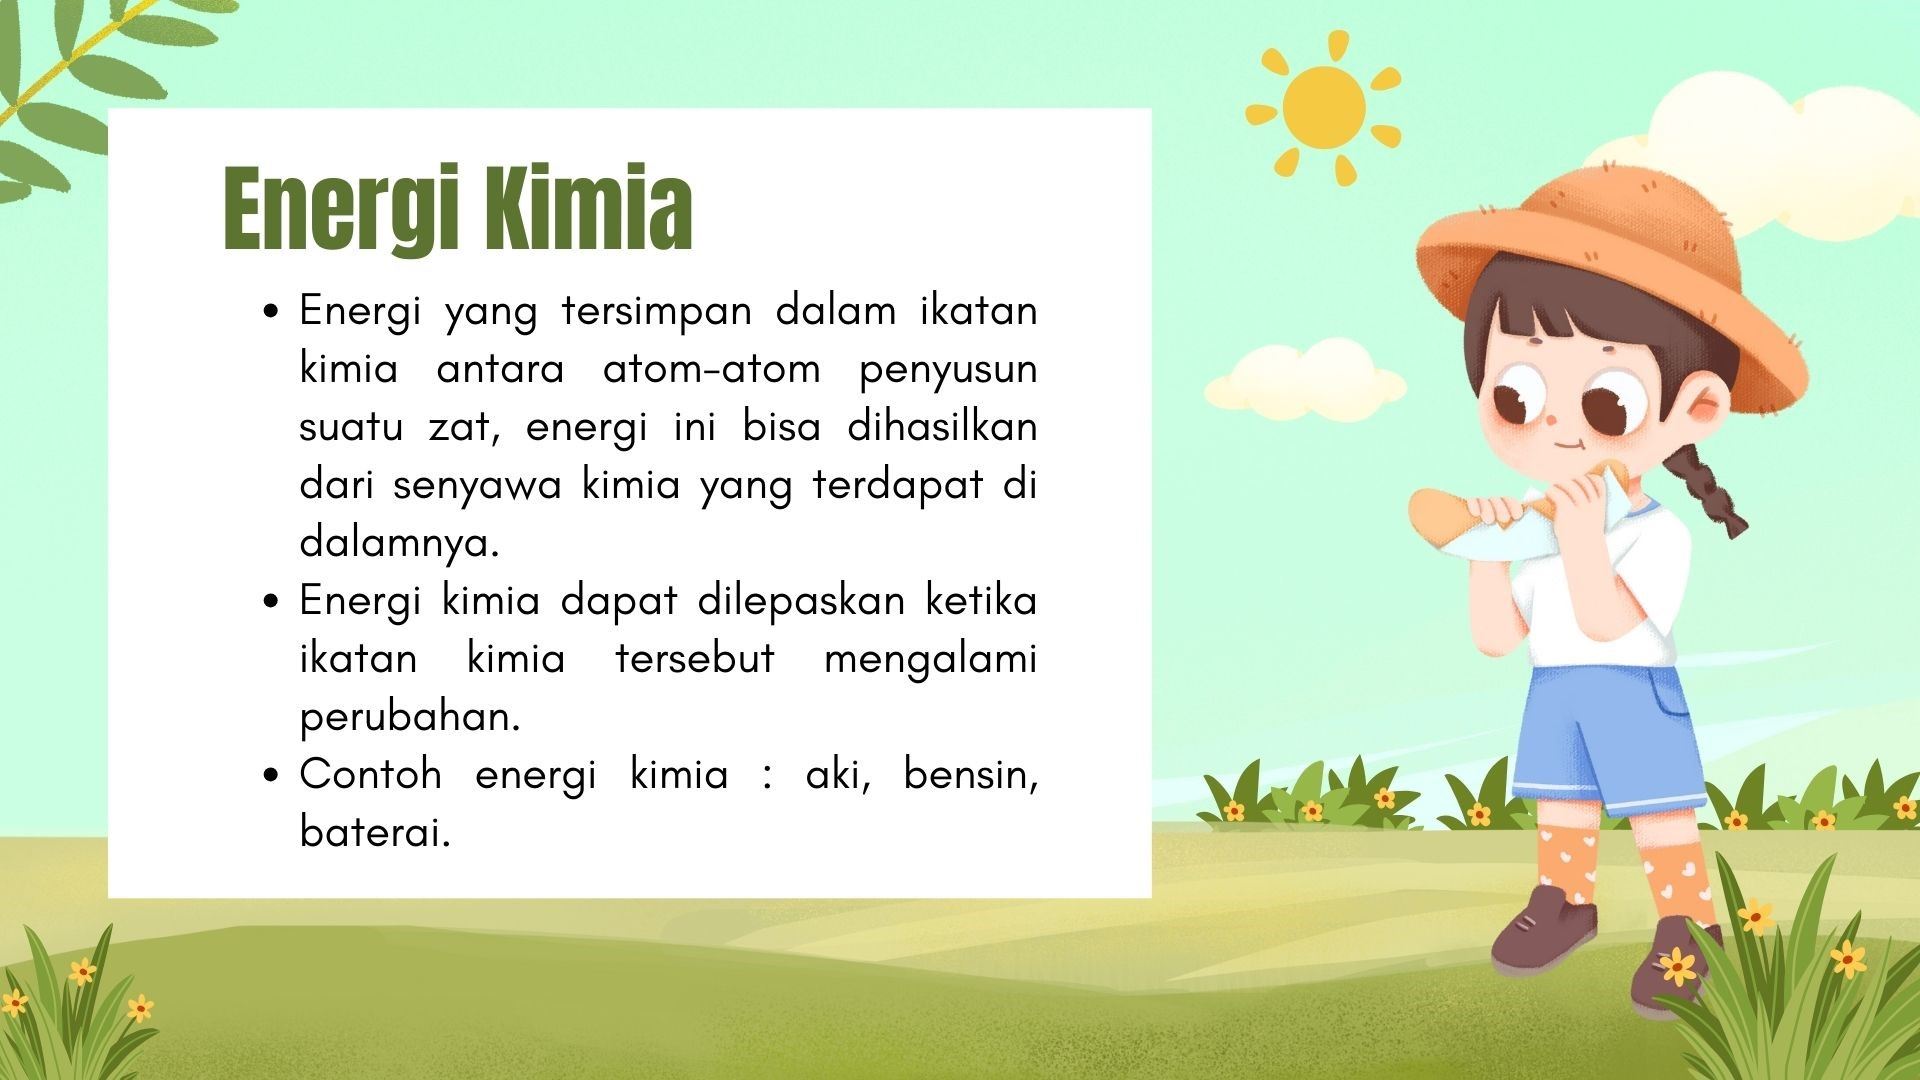 Energi Kimia
• Energi yang tersimpan dalam ikatan
kimia antara atom-atom penyusun
suatu zat, energi ini bisa dihasilkan
dari senyawa kimia yang terdapat di
dalamnya.
• Energi kimia dapat dilepaskan ketika
ikatan kimia tersebut mengalami
perubahan.
• Contoh energi kimia : aki, bensin,
baterai.